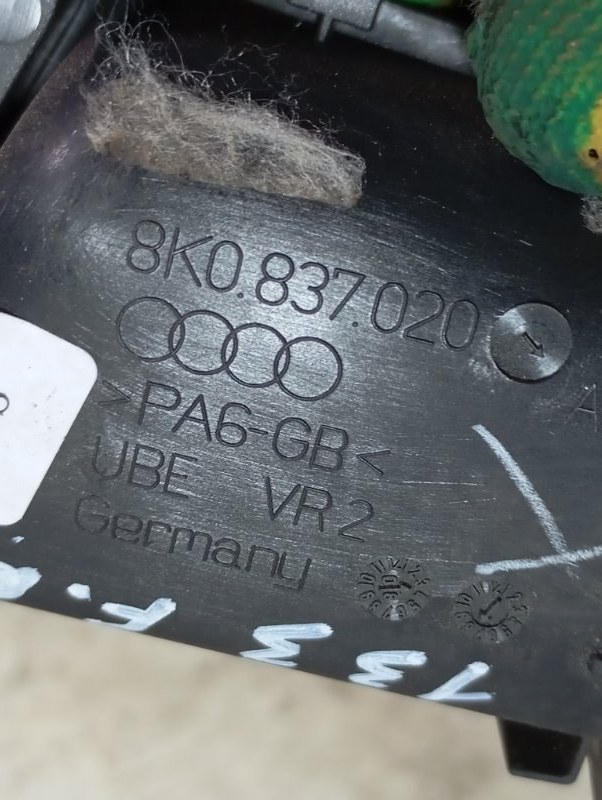 8K0.837.020
>PA6-GB<
UBE VR2
Germany